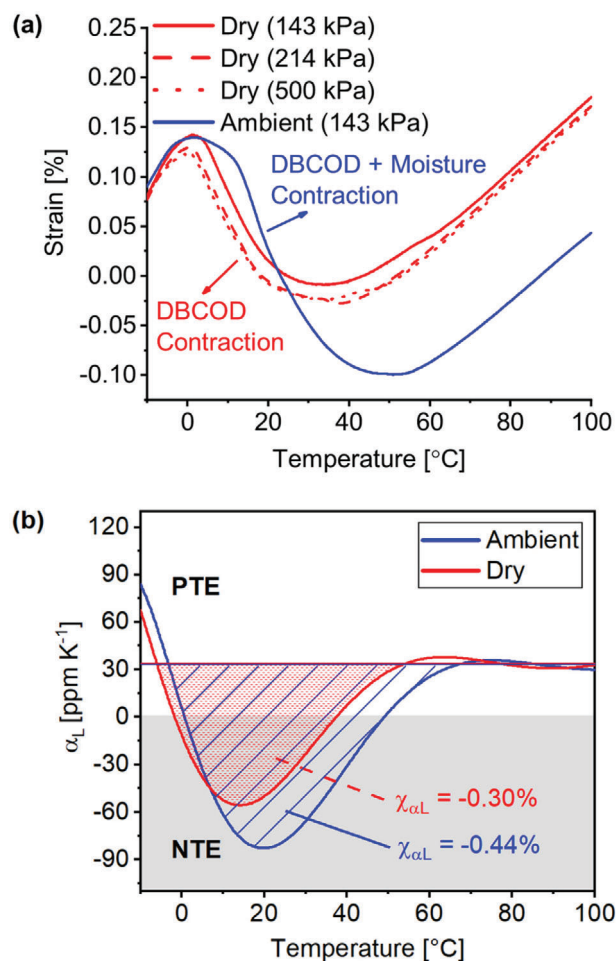 (a)
Dry (143 kPa)
Dry (214 kPa)
Dry (500 kPa)
Ambient (143 kPa)
0.25
0.20
0.15
0.10
0.05
0.00
-0.05
-0.10
Strain [%]
DBCOD + Moisture
Contraction
DBCOD
Contraction
0
20
40
60
80
100
Temperature [°C]
(b)
Ambient
Dry
120
90
60
30
0
-30
-60
-90
αL [ppm K⁻¹]
PTE
NTE
χαL = -0.30%
χαL = -0.44%
0
20
40
60
80
100
Temperature [°C]